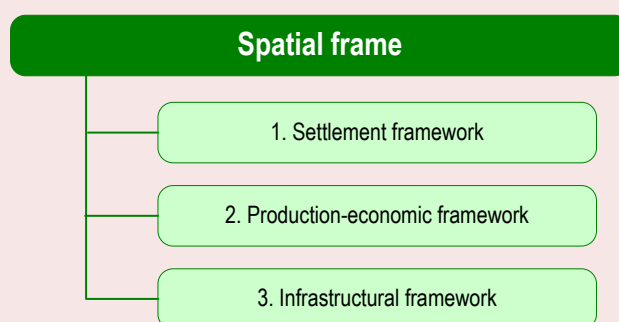 Spatial frame
1. Settlement framework
2. Production-economic framework
3. Infrastructural framework